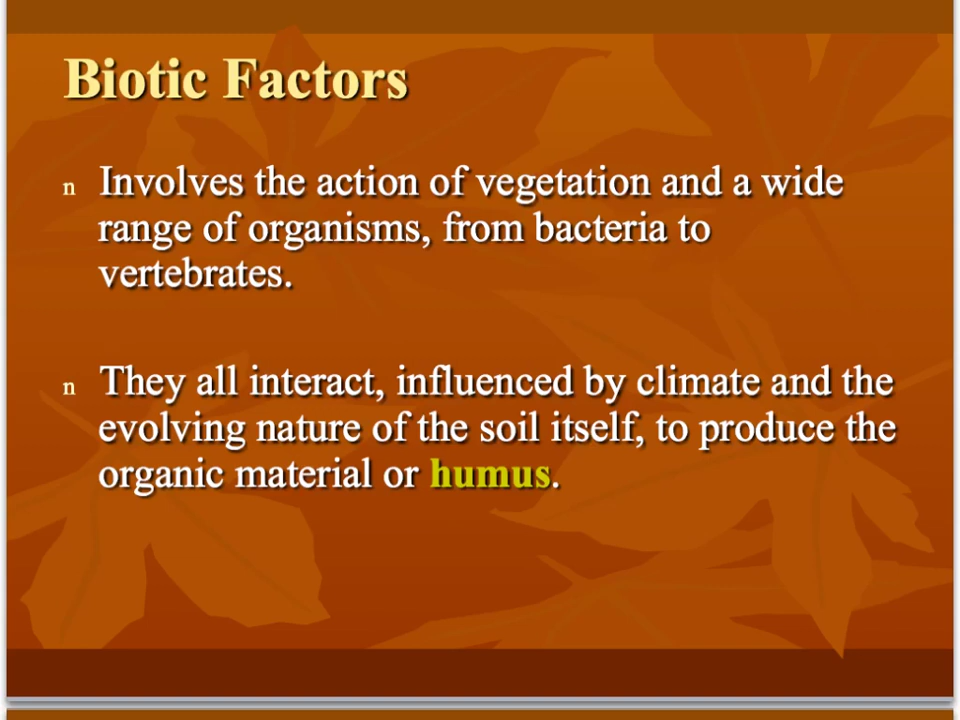 Biotic Factors
n Involves the action of vegetation and a wide
range of organisms, from bacteria to
vertebrates.
n They all interact, influenced by climate and the
evolving nature of the soil itself, to produce the
organic material or humus.